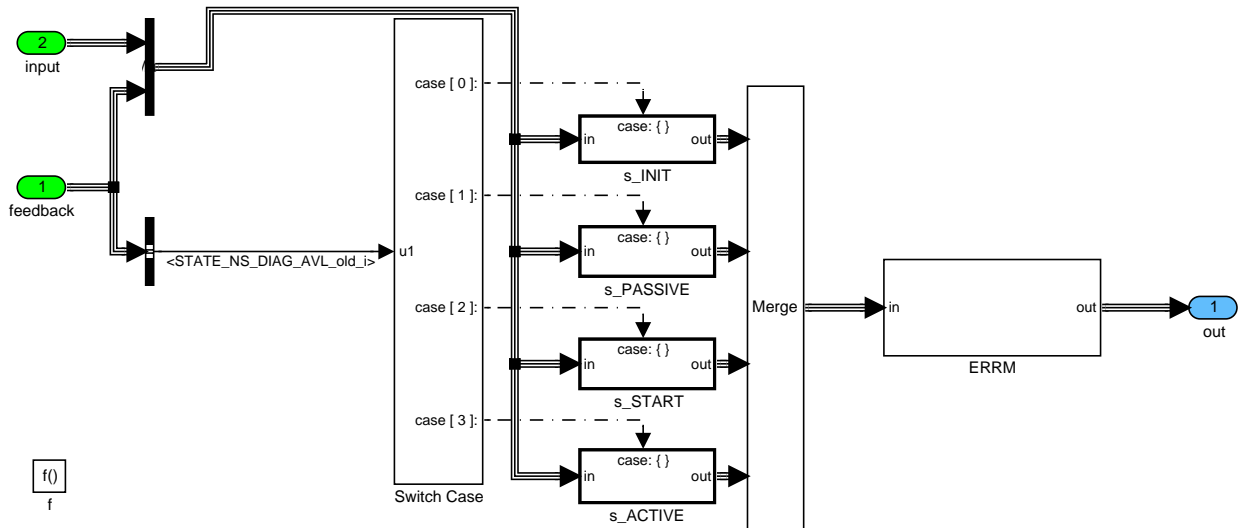 2
input
1
feedback
<STATE_NS_DIAG_AVL_old_i>
u1
case [ 0 ]:
case [ 1 ]:
case [ 2 ]:
case [ 3 ]:
Switch Case
case: { }
in
out
s_INIT
case: { }
in
out
s_PASSIVE
case: { }
in
out
s_START
case: { }
in
out
s_ACTIVE
Merge
in
out
ERRM
1
out
f()
f